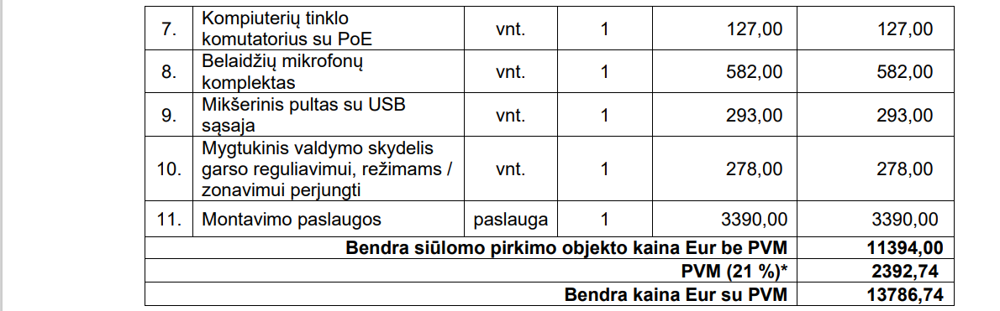 7. Kompiuterių tinklo komutatorius su PoE vnt. 1 127,00 127,00
8. Belaidžių mikrofonų komplektas vnt. 1 582,00 582,00
9. Mikšerinis pultas su USB sąsaja vnt. 1 293,00 293,00
10. Mygtukinis valdymo skydelis garso reguliavimui, režimams / zonavimui perjungti vnt. 1 278,00 278,00
11. Montavimo paslaugos paslauga 1 3390,00 3390,00
Bendra siūlomo pirkimo objekto kaina Eur be PVM 11394,00
PVM (21 %)* 2392,74
Bendra kaina Eur su PVM 13786,74